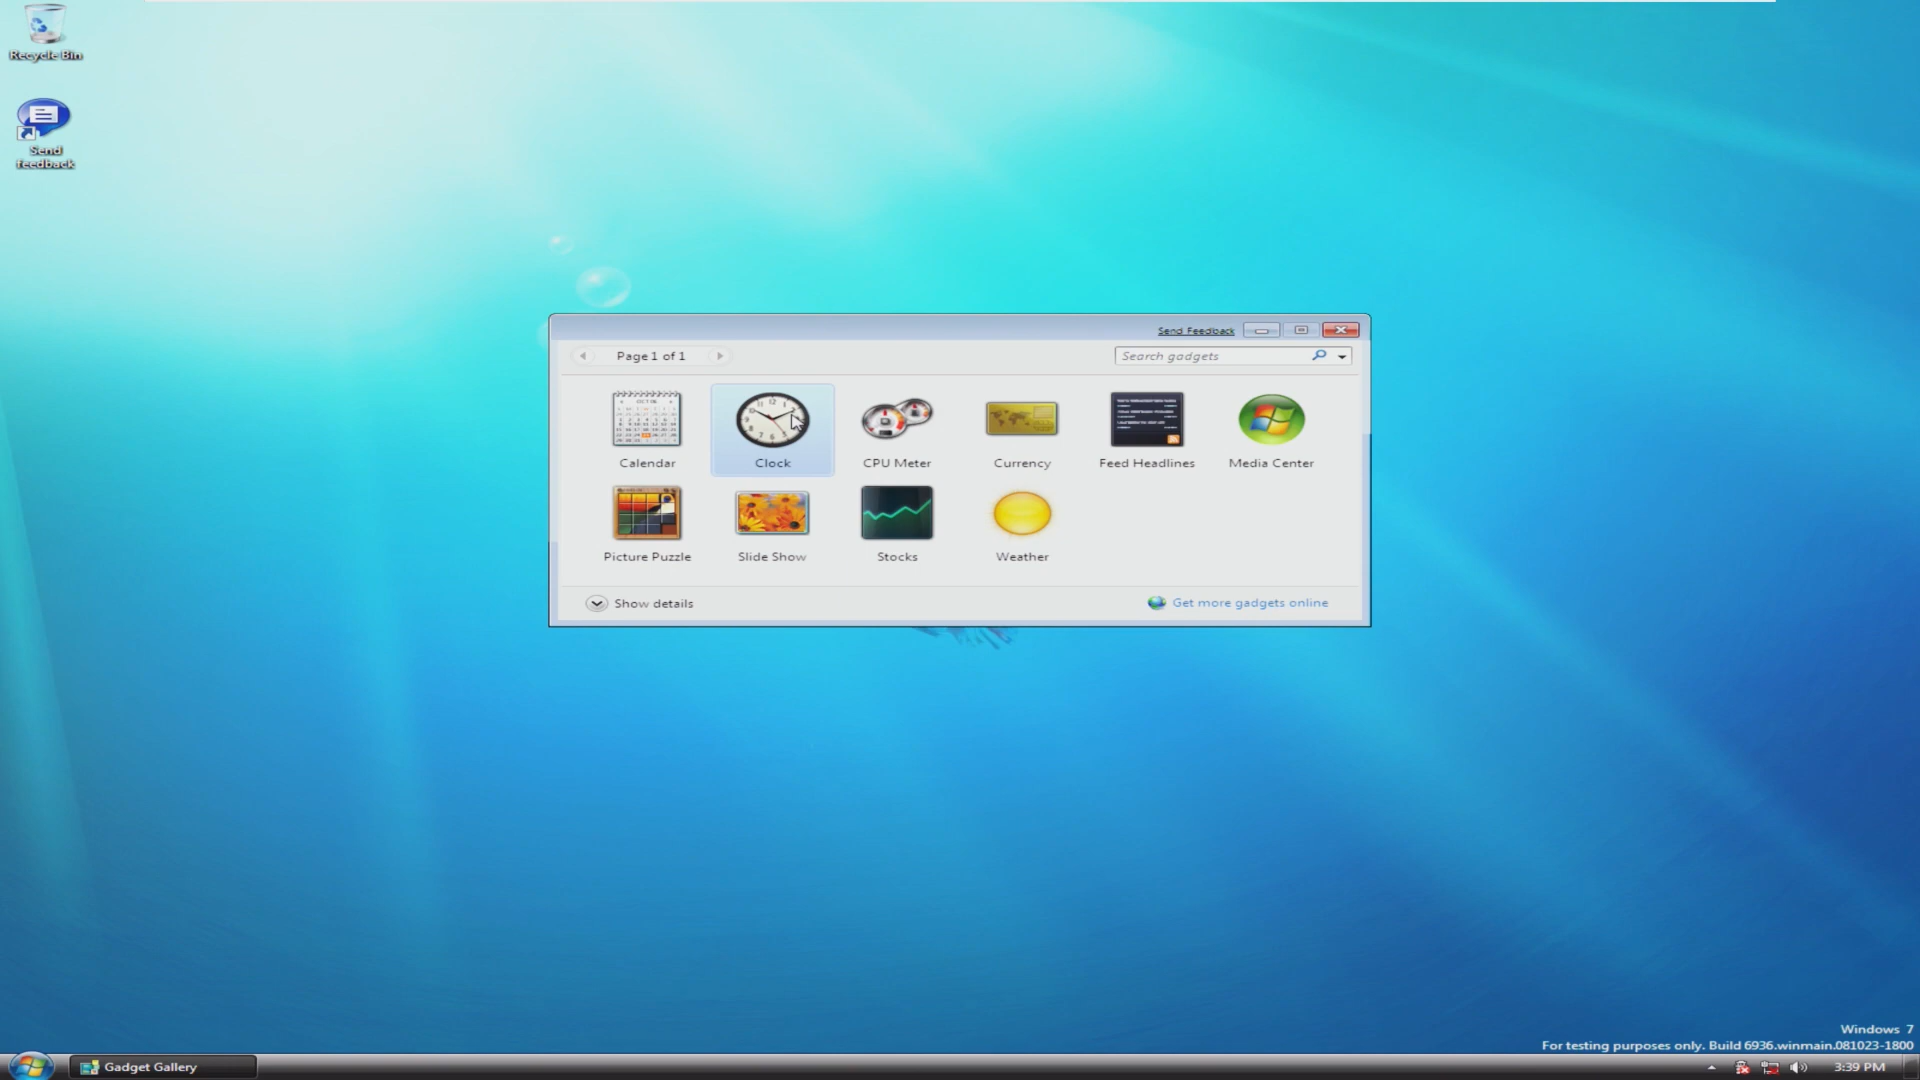 Recycle Bin
Send
feedback
Send Feedback
Page 1 of 1
Search gadgets
Calendar
Clock
CPU Meter
Currency
Feed Headlines
Media Center
Picture Puzzle
Slide Show
Stocks
Weather
Show details
Get more gadgets online
Windows 7
For testing purposes only. Build 6936.winmain.081023-1800
Gadget Gallery
3:39 PM